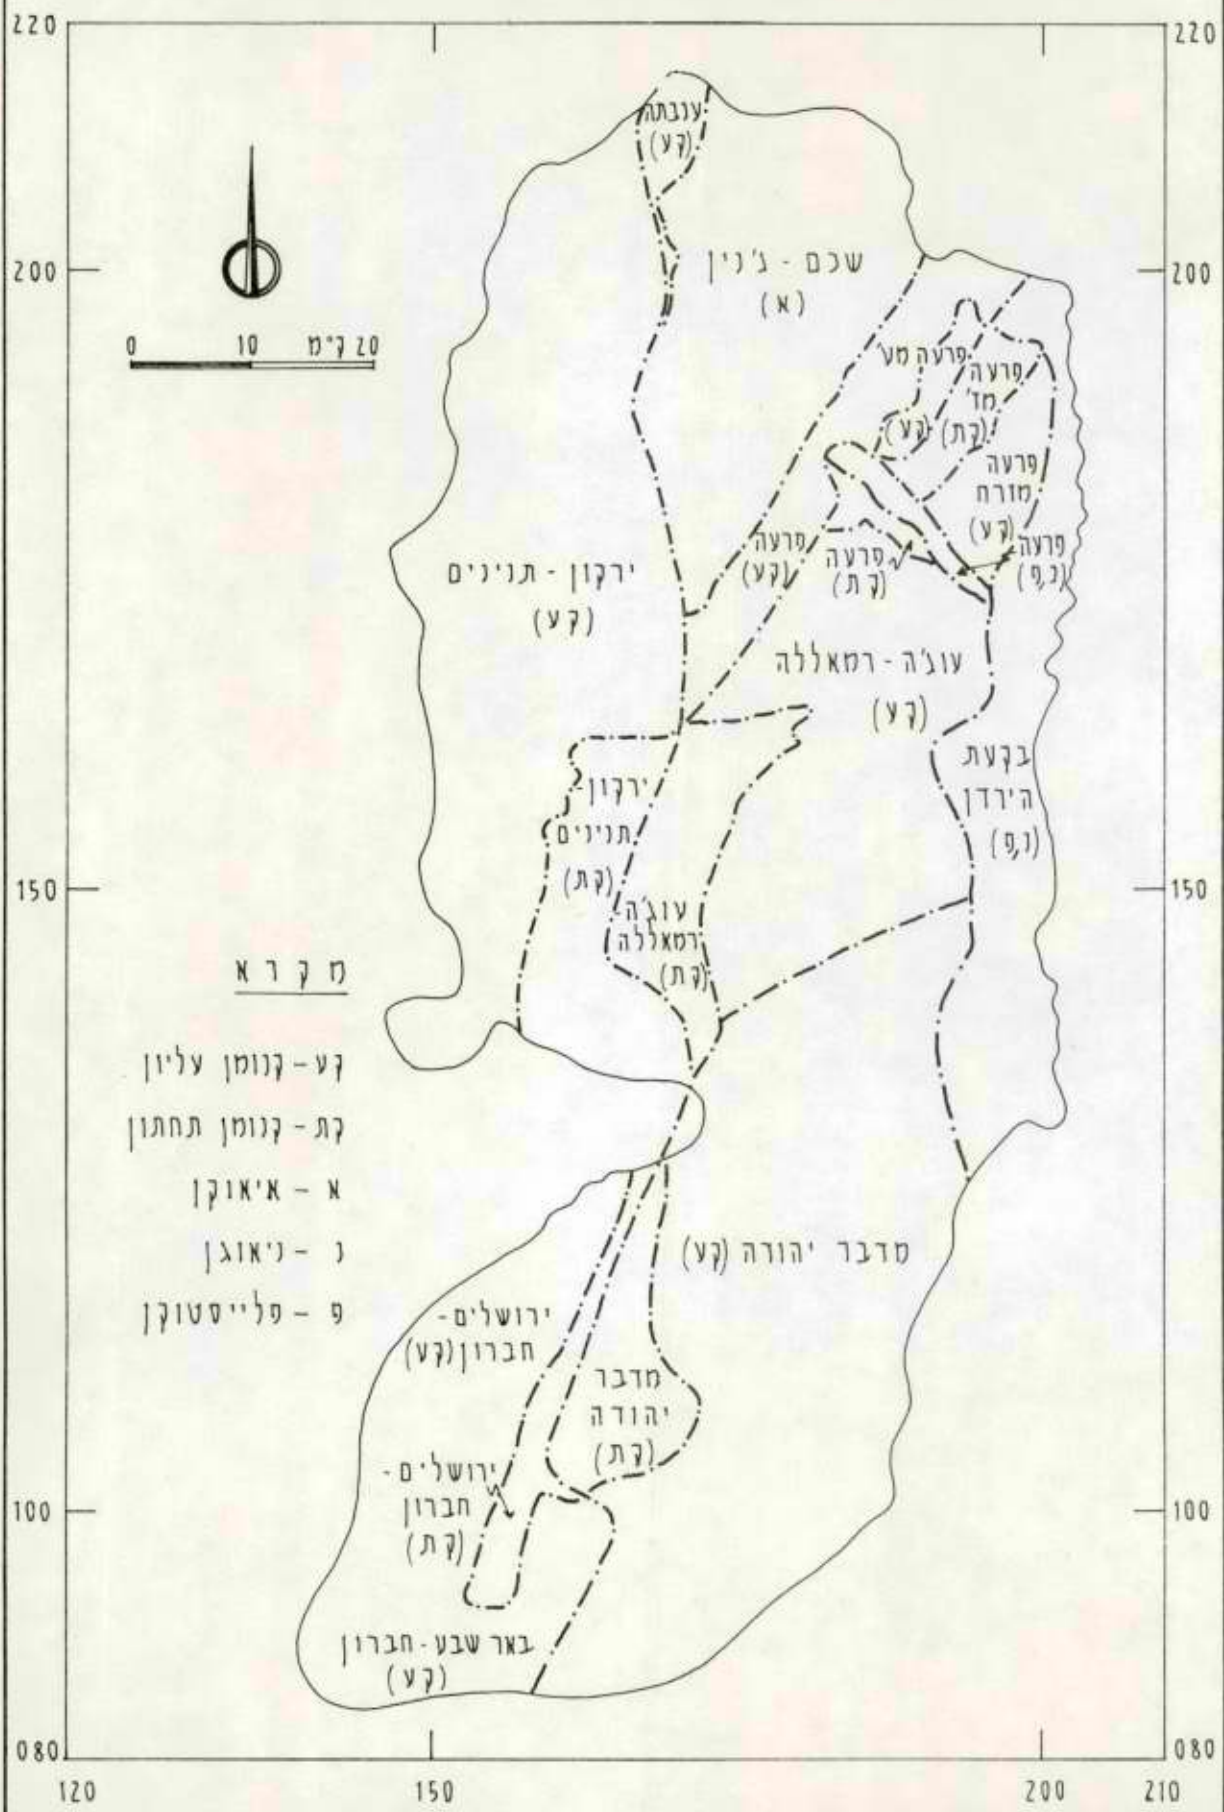 220
220
ענבתה
(קע)
שכם - ג'נין
(א)
200
200
0 10 20 ק"מ
פרעה מע'
(קע)
פרעה
מד'
(קת)
פרעה
מזרח
(קע)
פרעה
(נ,פ)
פרעה
(קע)
פרעה
(קת)
ירקון - תנינים
(קע)
עוג'ה - רמאללה
(קע)
בקעת
הירדן
(נ,פ)
ירקון-
תנינים
(קת)
150
150
עוג'ה-
רמאללה
(קת)
מקרא
קע - קנומן עליון
קת - קנומן תחתון
א - איאוקן
נ - ניאוגן
פ - פלייסטוקן
מדבר יהודה (קע)
ירושלים -
חברון (קע)
מדבר
יהודה
(קת)
ירושלים -
חברון
(קת)
100
100
באר שבע - חברון
(קע)
080
080
120 150 200 210